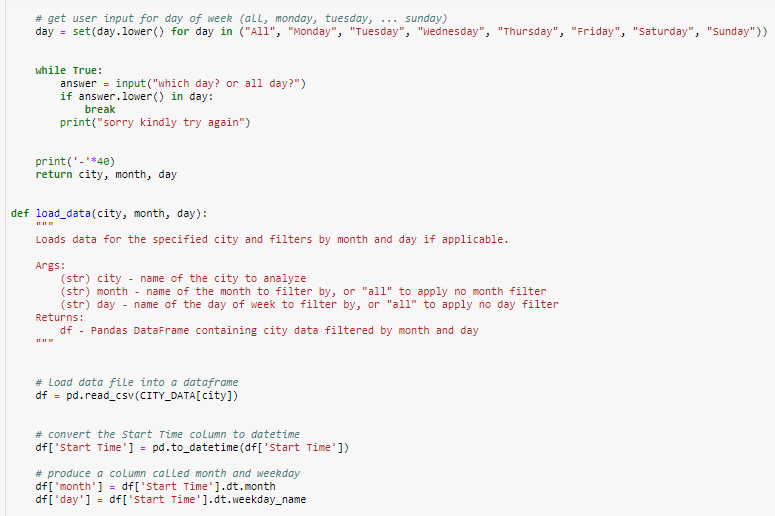 # get user input for day of week (all, monday, tuesday, ... sunday)
day = set(day.lower() for day in ("All", "Monday", "Tuesday", "Wednesday", "Thursday", "Friday", "Saturday", "Sunday"))
while True:
answer = input("which day? or all day?")
if answer.lower() in day:
break
print("sorry kindly try again")
print('-'*40)
return city, month, day
def load_data(city, month, day):
"""
Loads data for the specified city and filters by month and day if applicable.
Args:
(str) city - name of the city to analyze
(str) month - name of the month to filter by, or "all" to apply no month filter
(str) day - name of the day of week to filter by, or "all" to apply no day filter
Returns:
df - Pandas DataFrame containing city data filtered by month and day
"""
# load data file into a dataframe
df = pd.read_csv(CITY_DATA[city])
# convert the Start Time column to datetime
df['Start Time'] = pd.to_datetime(df['Start Time'])
# produce a column called month and weekday
df['month'] = df['Start Time'].dt.month
df['day'] = df['Start Time'].dt.weekday_name